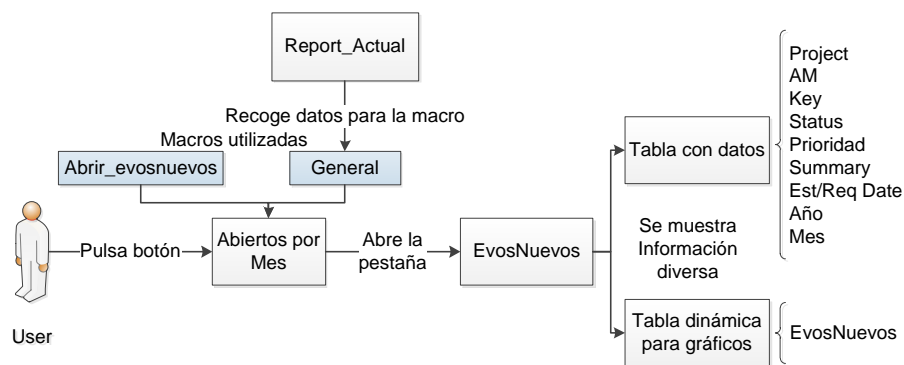 Report_Actual
Recoge datos para la macro
Macros utilizadas
Abrir_evosnuevos
General
Pulsa botón
Abiertos por
Mes
Abre la
pestaña
EvosNuevos
User
Se muestra
Información
diversa
Tabla con datos
Project
AM
Key
Status
Prioridad
Summary
Est/Req Date
Año
Mes
Tabla dinámica
para gráficos
EvosNuevos